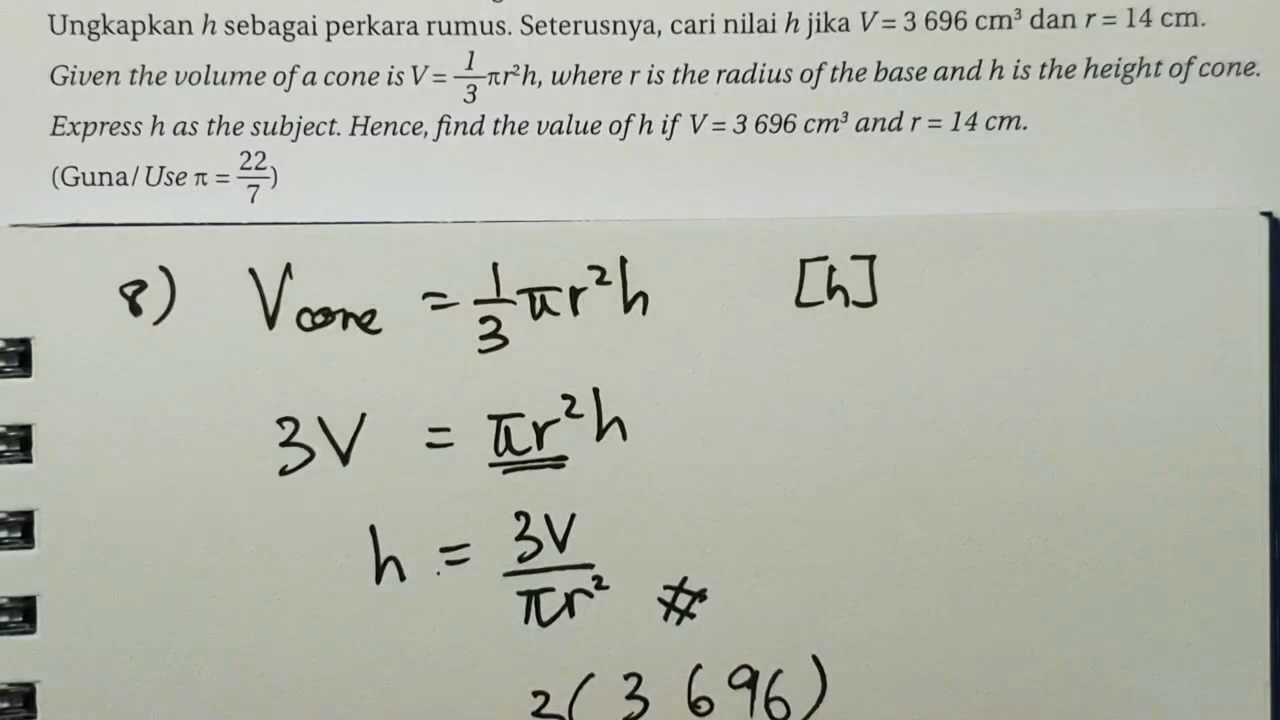 Ungkapkan h sebagai perkara rumus. Seterusnya, cari nilai h jika V = 3 696 cm³ dan r = 14 cm.
Given the volume of a cone is V = 1/3 πr²h, where r is the radius of the base and h is the height of cone.
Express h as the subject. Hence, find the value of h if V = 3 696 cm³ and r = 14 cm.
(Guna/ Use π = 22/7)
8) V cone = 1/3 πr²h [h]
3V = πr²h
h = 3V/πr² #
3(3 696)